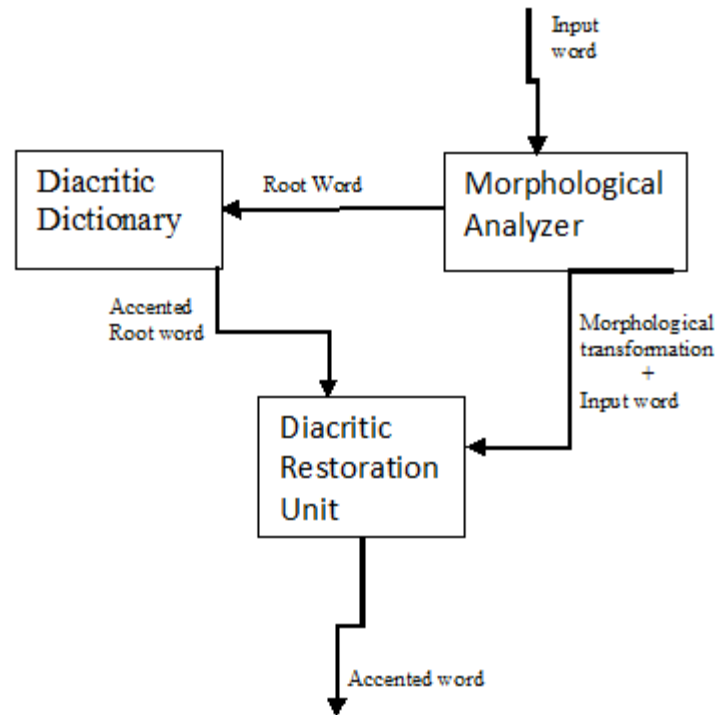 Input
word
Diacritic
Dictionary
Root Word
Morphological
Analyzer
Accented
Root word
Morphological
transformation
+
Input word
Diacritic
Restoration
Unit
Accented word